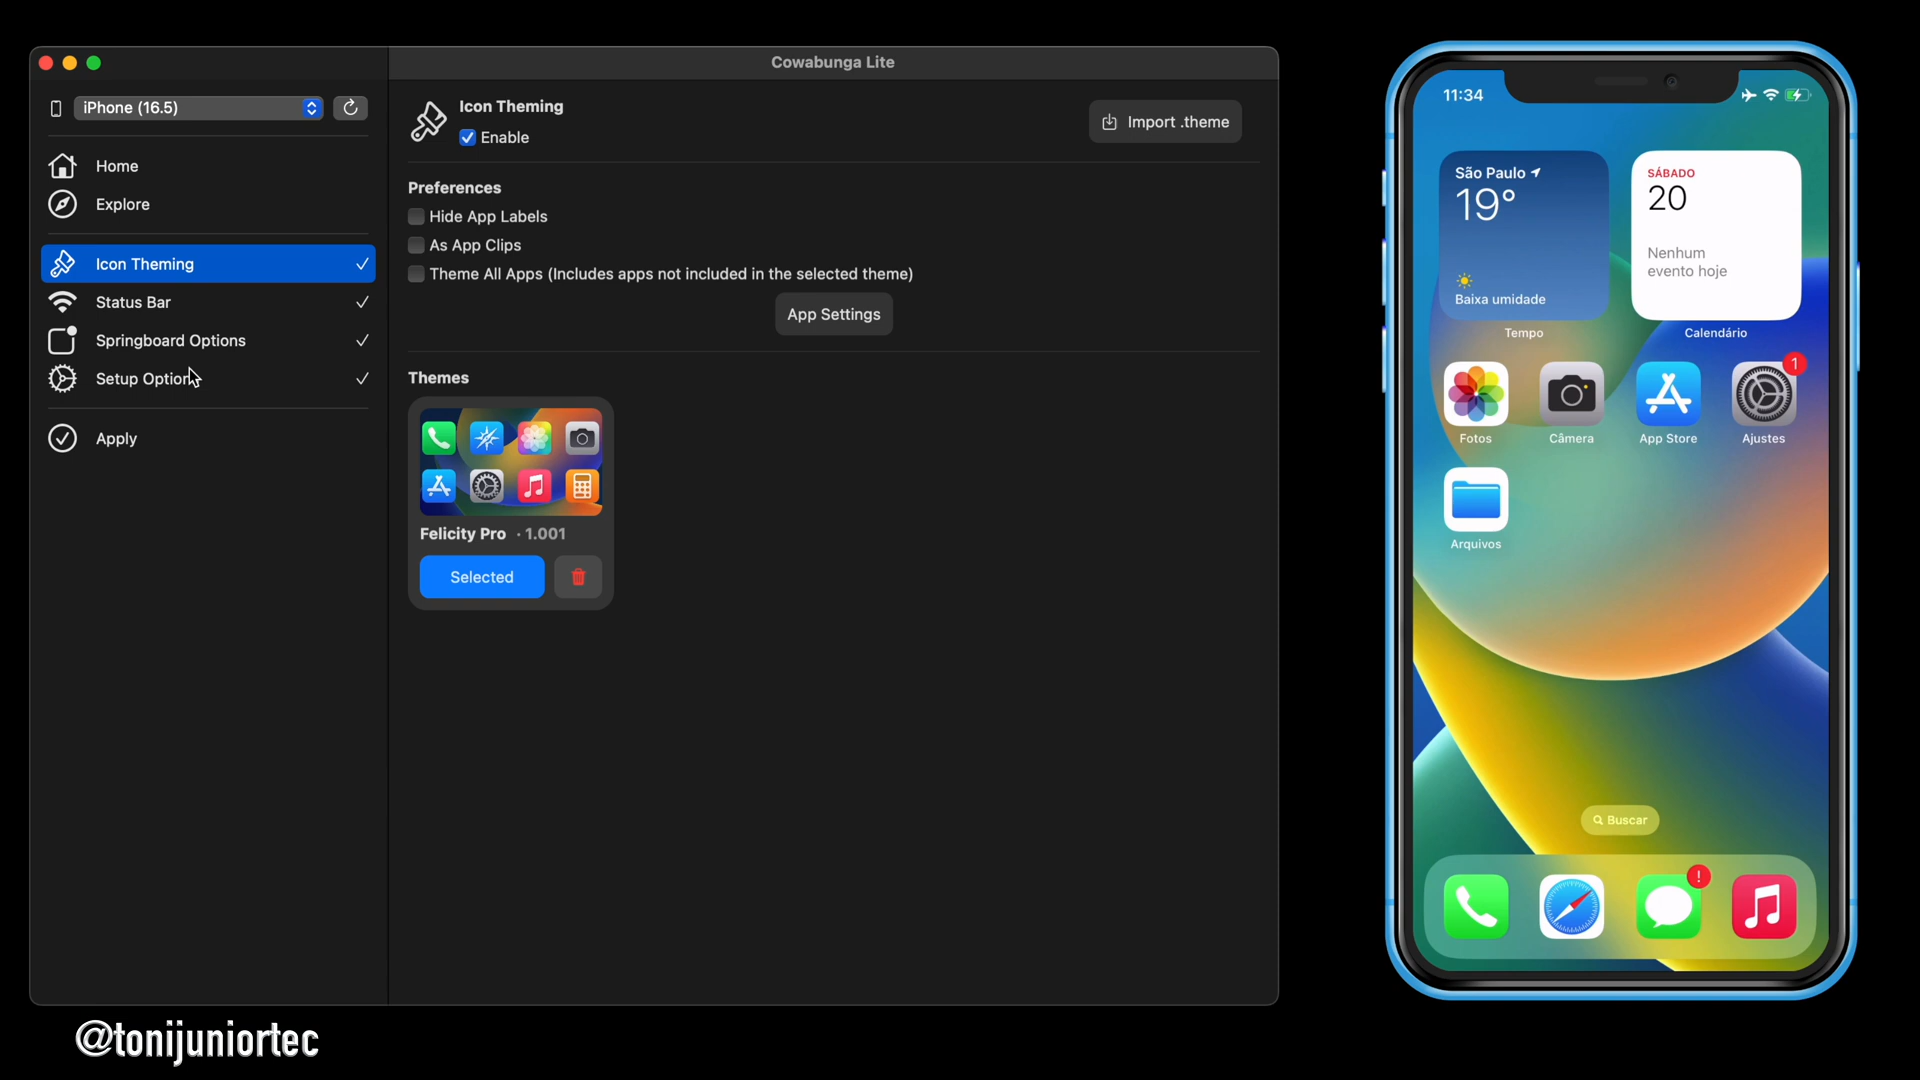 Cowabunga Lite
iPhone (16.5)
Home
Explore
Icon Theming
Status Bar
Springboard Options
Setup Option
Apply
Icon Theming
Enable
Import .theme
Preferences
Hide App Labels
As App Clips
Theme All Apps (Includes apps not included in the selected theme)
App Settings
Themes
Felicity Pro · 1.001
Selected
11:34
São Paulo
19°
Baixa umidade
Tempo
SÁBADO
20
Nenhum
evento hoje
Calendário
Fotos
Câmera
App Store
1
Ajustes
Arquivos
Buscar
!
@tonijuniortec